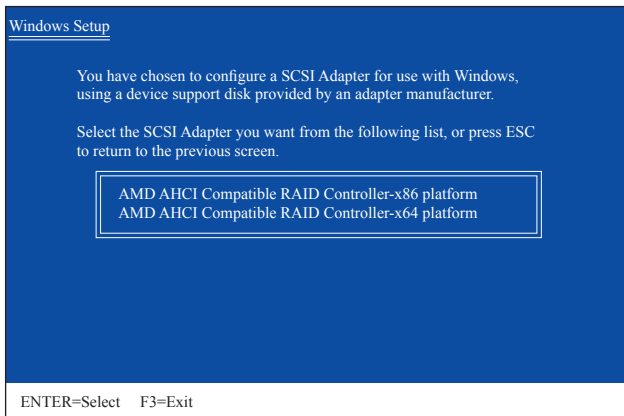 Windows Setup
You have chosen to configure a SCSI Adapter for use with Windows,
using a device support disk provided by an adapter manufacturer.
Select the SCSI Adapter you want from the following list, or press ESC
to return to the previous screen.
AMD AHCI Compatible RAID Controller-x86 platform
AMD AHCI Compatible RAID Controller-x64 platform
ENTER=Select F3=Exit